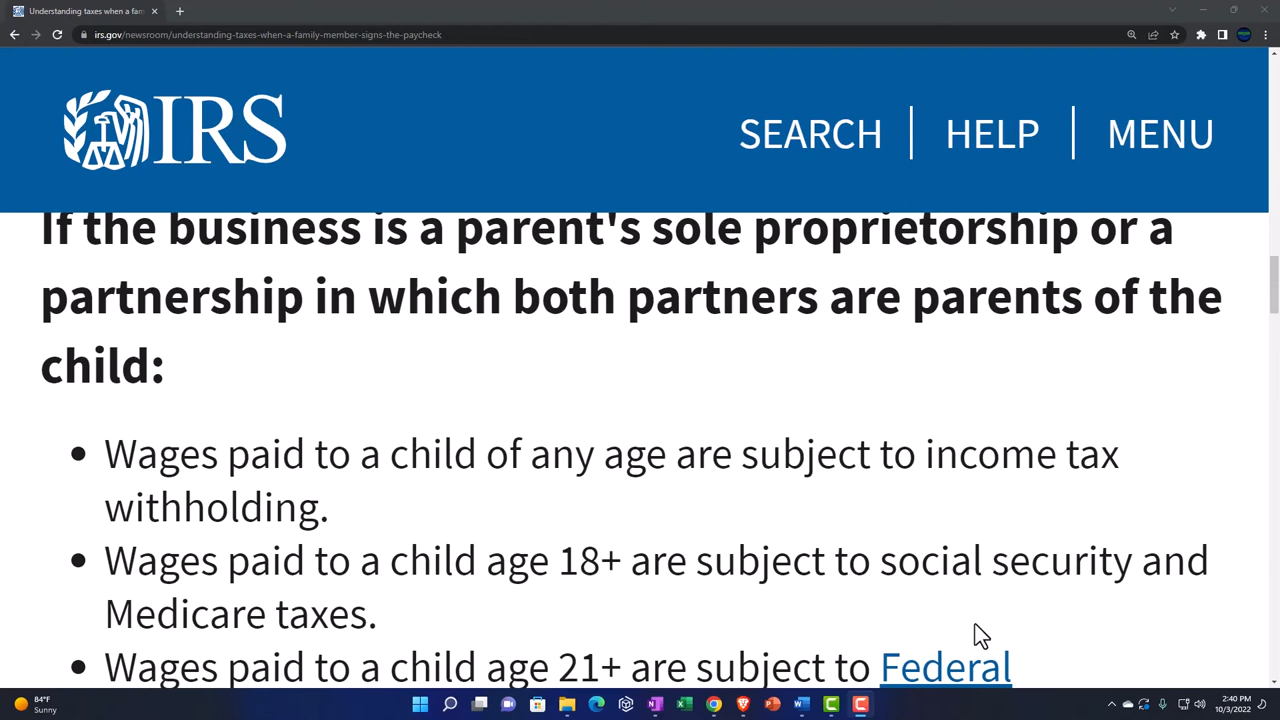 Understanding taxes when a fam
irs.gov/newsroom/understanding-taxes-when-a-family-member-signs-the-paycheck
IRS
SEARCH
HELP
MENU
If the business is a parent's sole proprietorship or a
partnership in which both partners are parents of the
child:
• Wages paid to a child of any age are subject to income tax
withholding.
• Wages paid to a child age 18+ are subject to social security and
Medicare taxes.
• Wages paid to a child age 21+ are subject to Federal
84°F
Sunny
2:40 PM
10/3/2022